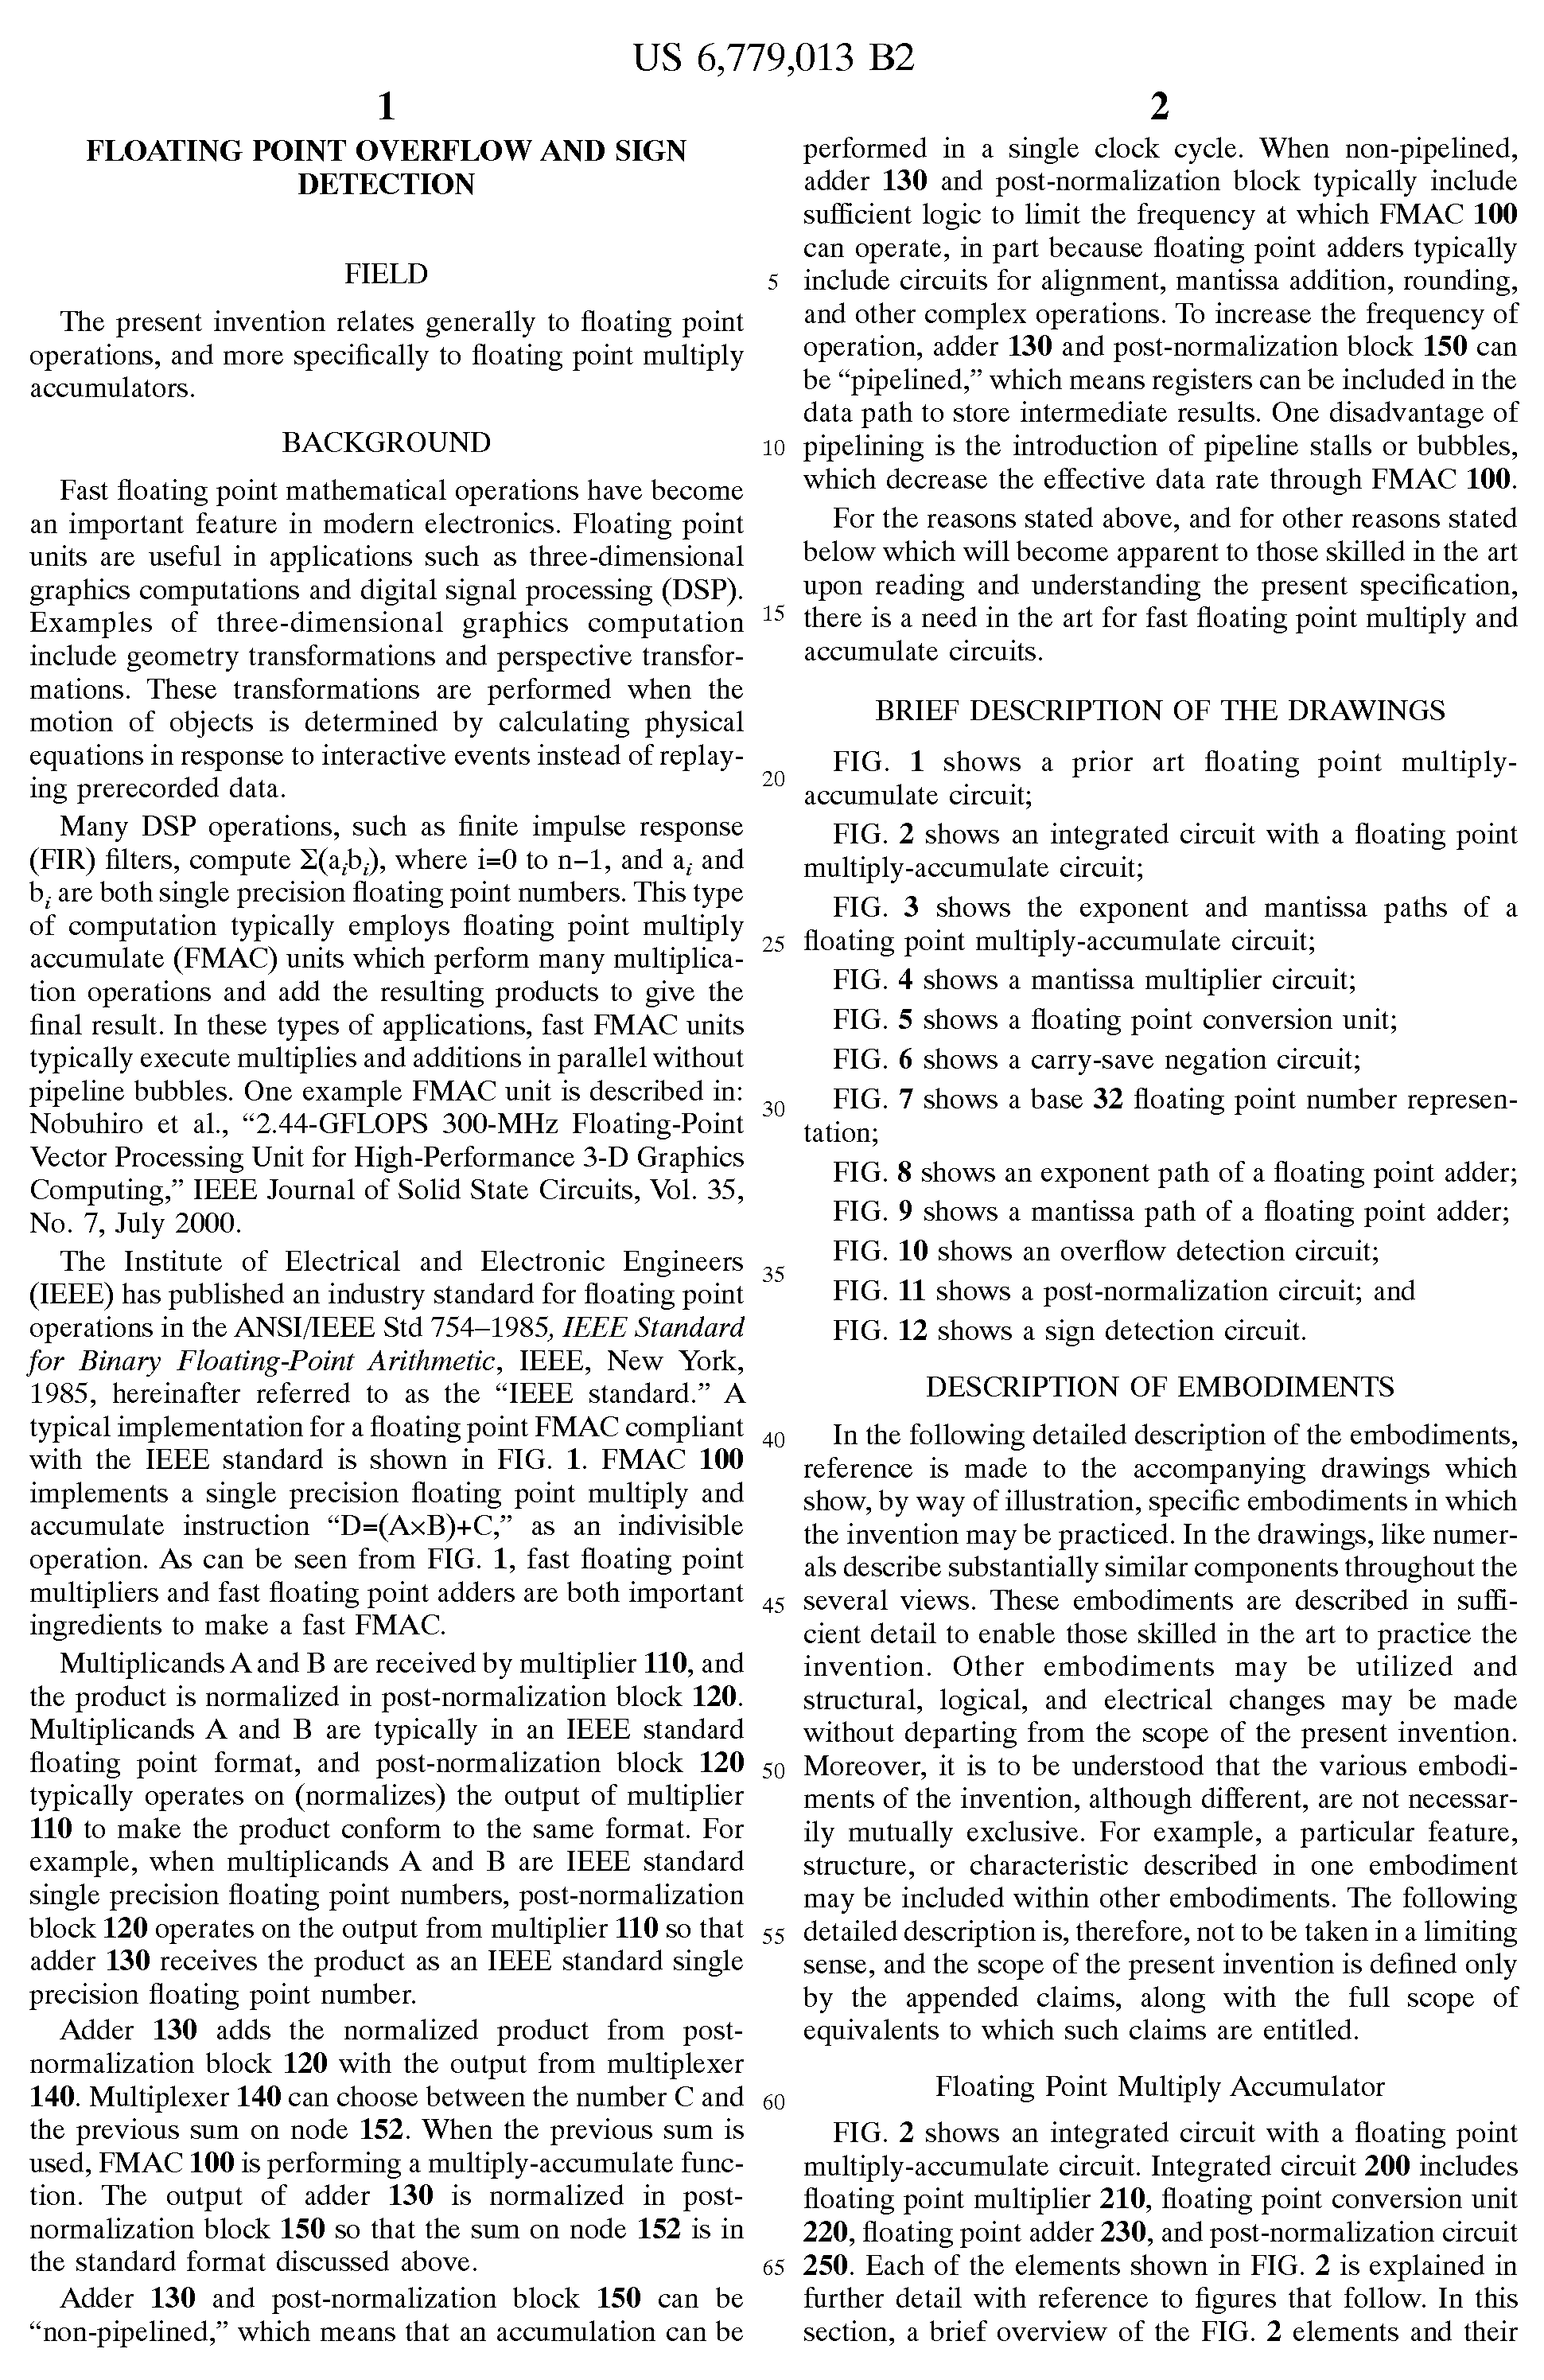 US 6,779,013 B2
1
FLOATING POINT OVERFLOW AND SIGN
DETECTION
FIELD
The present invention relates generally to floating point
operations, and more specifically to floating point multiply
accumulators.
BACKGROUND
Fast floating point mathematical operations have become
an important feature in modern electronics. Floating point
units are useful in applications such as three-dimensional
graphics computations and digital signal processing (DSP).
Examples of three-dimensional graphics computation
include geometry transformations and perspective transfor-
mations. These transformations are performed when the
motion of objects is determined by calculating physical
equations in response to interactive events instead of replay-
ing prerecorded data.
Many DSP operations, such as finite impulse response
(FIR) filters, compute Σ(aᵢbᵢ), where i=0 to n–1, and aᵢ and
bᵢ are both single precision floating point numbers. This type
of computation typically employs floating point multiply
accumulate (FMAC) units which perform many multiplica-
tion operations and add the resulting products to give the
final result. In these types of applications, fast FMAC units
typically execute multiplies and additions in parallel without
pipeline bubbles. One example FMAC unit is described in:
Nobuhiro et al., “2.44-GFLOPS 300-MHz Floating-Point
Vector Processing Unit for High-Performance 3-D Graphics
Computing,” IEEE Journal of Solid State Circuits, Vol. 35,
No. 7, July 2000.
The Institute of Electrical and Electronic Engineers
(IEEE) has published an industry standard for floating point
operations in the ANSI/IEEE Std 754–1985, IEEE Standard
for Binary Floating-Point Arithmetic, IEEE, New York,
1985, hereinafter referred to as the “IEEE standard.” A
typical implementation for a floating point FMAC compliant
with the IEEE standard is shown in FIG. 1. FMAC 100
implements a single precision floating point multiply and
accumulate instruction “D=(AxB)+C,” as an indivisible
operation. As can be seen from FIG. 1, fast floating point
multipliers and fast floating point adders are both important
ingredients to make a fast FMAC.
Multiplicands A and B are received by multiplier 110, and
the product is normalized in post-normalization block 120.
Multiplicands A and B are typically in an IEEE standard
floating point format, and post-normalization block 120
typically operates on (normalizes) the output of multiplier
110 to make the product conform to the same format. For
example, when multiplicands A and B are IEEE standard
single precision floating point numbers, post-normalization
block 120 operates on the output from multiplier 110 so that
adder 130 receives the product as an IEEE standard single
precision floating point number.
Adder 130 adds the normalized product from post-
normalization block 120 with the output from multiplexer
140. Multiplexer 140 can choose between the number C and
the previous sum on node 152. When the previous sum is
used, FMAC 100 is performing a multiply-accumulate func-
tion. The output of adder 130 is normalized in post-
normalization block 150 so that the sum on node 152 is in
the standard format discussed above.
Adder 130 and post-normalization block 150 can be
“non-pipelined,” which means that an accumulation can be
2
performed in a single clock cycle. When non-pipelined,
adder 130 and post-normalization block typically include
sufficient logic to limit the frequency at which FMAC 100
can operate, in part because floating point adders typically
5 include circuits for alignment, mantissa addition, rounding,
and other complex operations. To increase the frequency of
operation, adder 130 and post-normalization block 150 can
be “pipelined,” which means registers can be included in the
data path to store intermediate results. One disadvantage of
10 pipelining is the introduction of pipeline stalls or bubbles,
which decrease the effective data rate through FMAC 100.
For the reasons stated above, and for other reasons stated
below which will become apparent to those skilled in the art
upon reading and understanding the present specification,
15 there is a need in the art for fast floating point multiply and
accumulate circuits.
BRIEF DESCRIPTION OF THE DRAWINGS
FIG. 1 shows a prior art floating point multiply-
20 accumulate circuit;
FIG. 2 shows an integrated circuit with a floating point
multiply-accumulate circuit;
FIG. 3 shows the exponent and mantissa paths of a
25 floating point multiply-accumulate circuit;
FIG. 4 shows a mantissa multiplier circuit;
FIG. 5 shows a floating point conversion unit;
FIG. 6 shows a carry-save negation circuit;
30 FIG. 7 shows a base 32 floating point number represen-
tation;
FIG. 8 shows an exponent path of a floating point adder;
FIG. 9 shows a mantissa path of a floating point adder;
FIG. 10 shows an overflow detection circuit;
35 FIG. 11 shows a post-normalization circuit; and
FIG. 12 shows a sign detection circuit.
DESCRIPTION OF EMBODIMENTS
40 In the following detailed description of the embodiments,
reference is made to the accompanying drawings which
show, by way of illustration, specific embodiments in which
the invention may be practiced. In the drawings, like numer-
als describe substantially similar components throughout the
45 several views. These embodiments are described in suffi-
cient detail to enable those skilled in the art to practice the
invention. Other embodiments may be utilized and
structural, logical, and electrical changes may be made
without departing from the scope of the present invention.
50 Moreover, it is to be understood that the various embodi-
ments of the invention, although different, are not necessar-
ily mutually exclusive. For example, a particular feature,
structure, or characteristic described in one embodiment
may be included within other embodiments. The following
55 detailed description is, therefore, not to be taken in a limiting
sense, and the scope of the present invention is defined only
by the appended claims, along with the full scope of
equivalents to which such claims are entitled.
60 Floating Point Multiply Accumulator
FIG. 2 shows an integrated circuit with a floating point
multiply-accumulate circuit. Integrated circuit 200 includes
floating point multiplier 210, floating point conversion unit
220, floating point adder 230, and post-normalization circuit
65 250. Each of the elements shown in FIG. 2 is explained in
further detail with reference to figures that follow. In this
section, a brief overview of the FIG. 2 elements and their